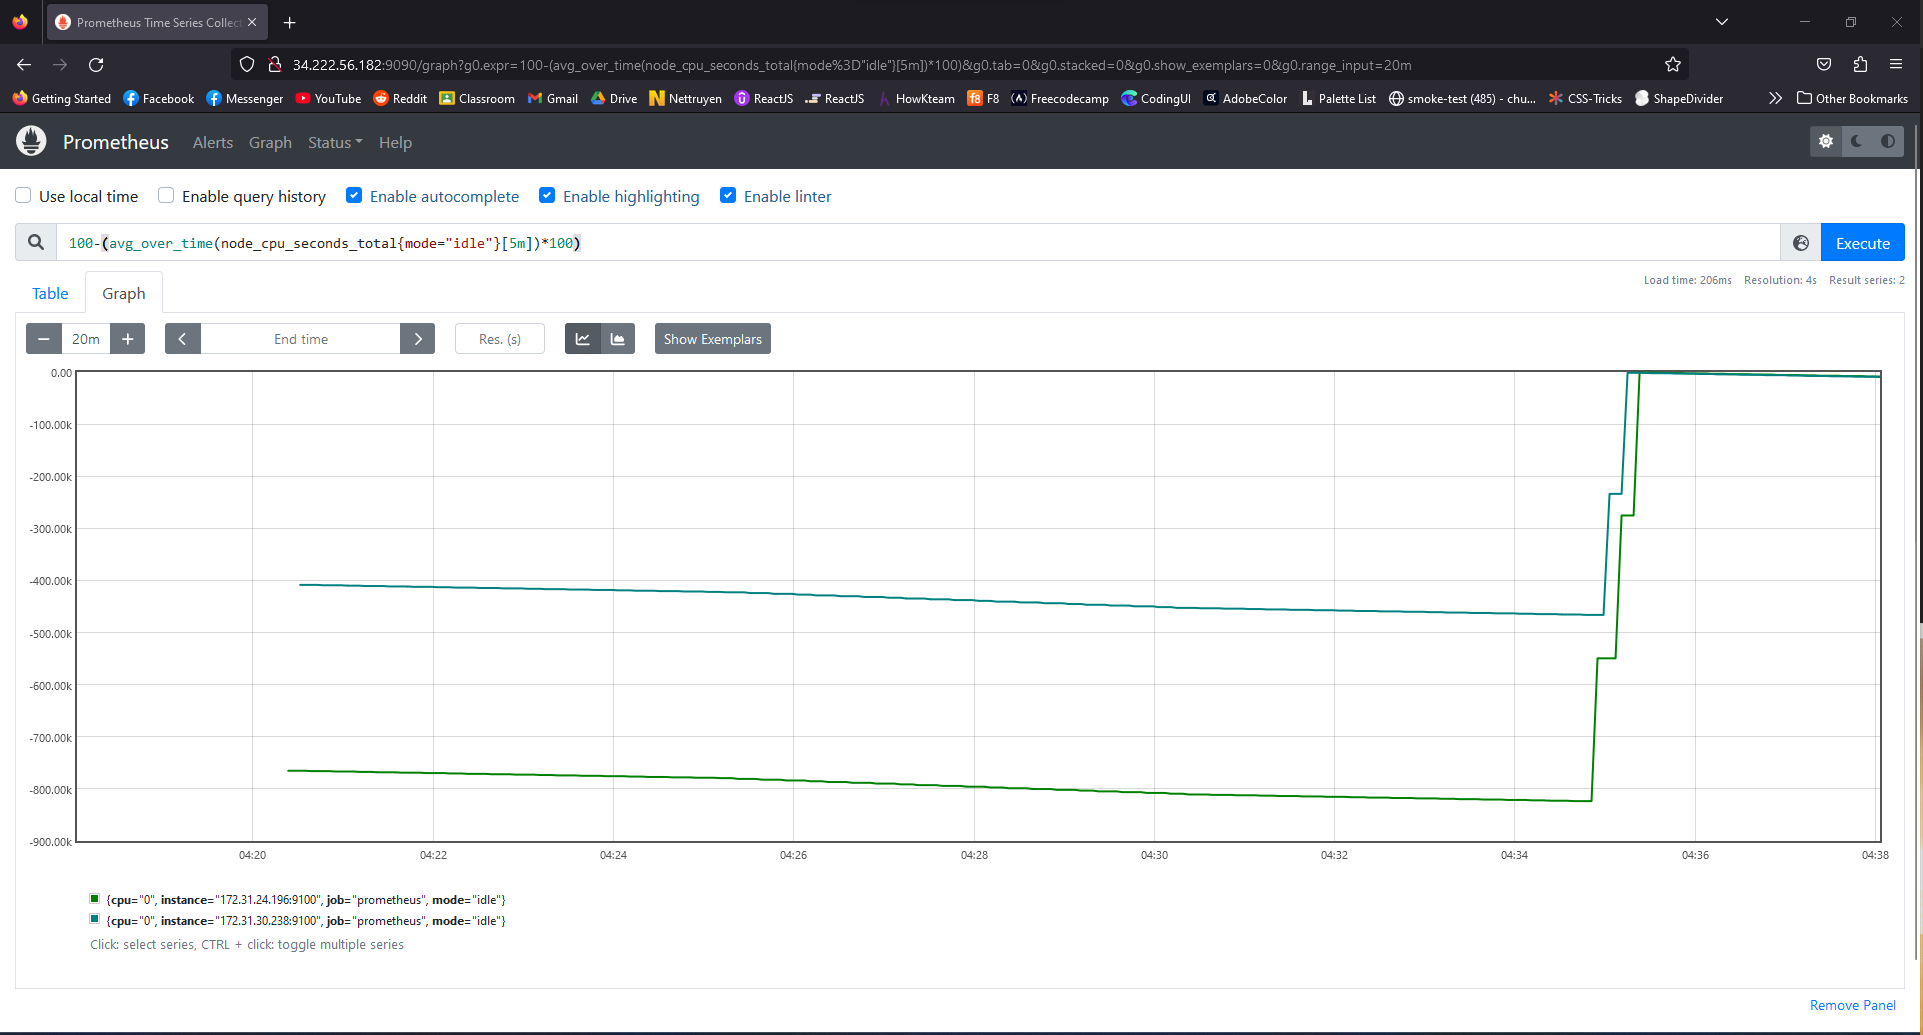 Prometheus Time Series Collect
34.222.56.182:9090/graph?g0.expr=100-(avg_over_time(node_cpu_seconds_total{mode%3D"idle"}[5m])*100)&g0.tab=0&g0.stacked=0&g0.show_exemplars=0&g0.range_input=20m
Getting Started Facebook Messenger YouTube Reddit Classroom Gmail Drive Nettruyen ReactJS ReactJS HowKteam F8 Freecodecamp CodingUI AdobeColor Palette List smoke-test (485) - chu... CSS-Tricks ShapeDivider Other Bookmarks
Prometheus Alerts Graph Status Help
Use local time Enable query history Enable autocomplete Enable highlighting Enable linter
100-(avg_over_time(node_cpu_seconds_total{mode="idle"}[5m])*100) Execute
Load time: 206ms Resolution: 4s Result series: 2
Table Graph
20m End time Res. (s) Show Exemplars
0.00
-100.00k
-200.00k
-300.00k
-400.00k
-500.00k
-600.00k
-700.00k
-800.00k
-900.00k
04:20 04:22 04:24 04:26 04:28 04:30 04:32 04:34 04:36 04:38
{cpu="0", instance="172.31.24.196:9100", job="prometheus", mode="idle"}
{cpu="0", instance="172.31.30.238:9100", job="prometheus", mode="idle"}
Click: select series, CTRL + click: toggle multiple series
Remove Panel